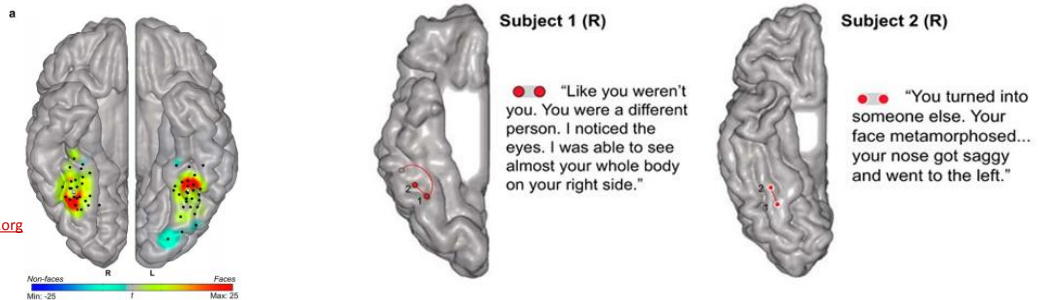 a
.org
R
L
Non-faces
Faces
Min: -25
t
Max: 25
Subject 1 (R)
“Like you weren’t
you. You were a different
person. I noticed the
eyes. I was able to see
almost your whole body
on your right side.”
2
1
Subject 2 (R)
“You turned into
someone else. Your
face metamorphosed...
your nose got saggy
and went to the left.”
2
1